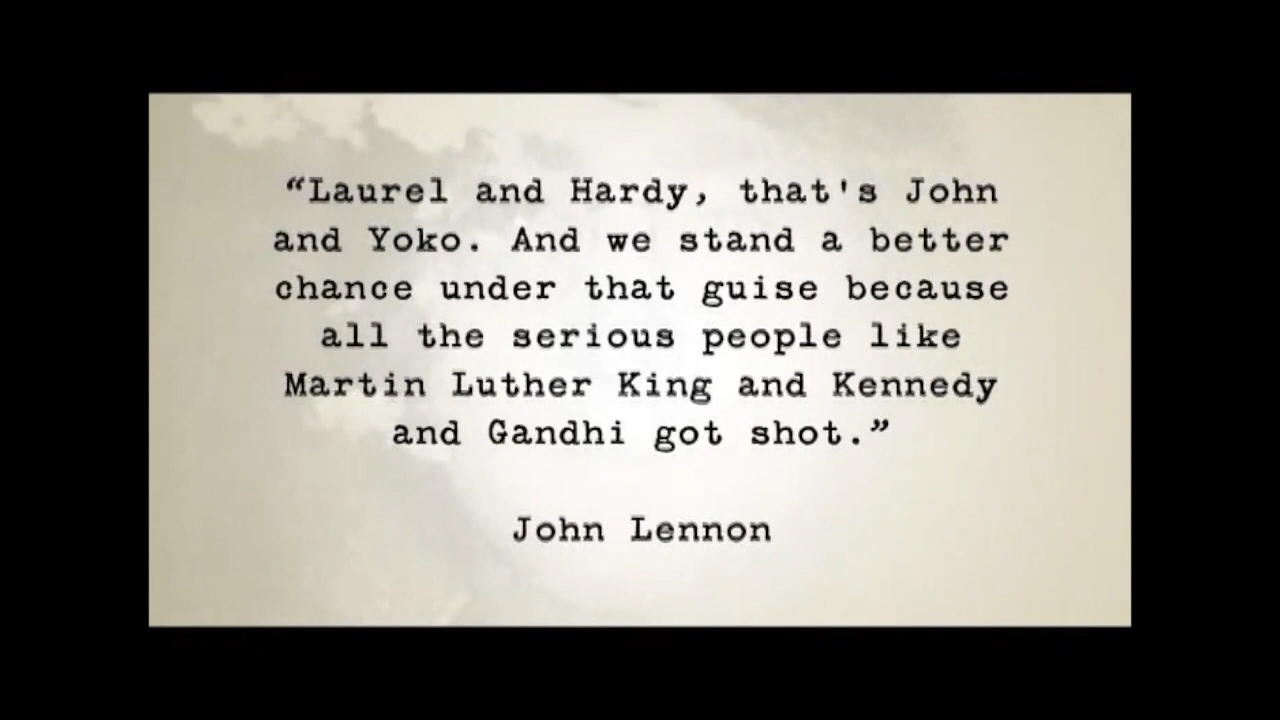 “Laurel and Hardy, that's John
and Yoko. And we stand a better
chance under that guise because
all the serious people like
Martin Luther King and Kennedy
and Gandhi got shot.”
John Lennon